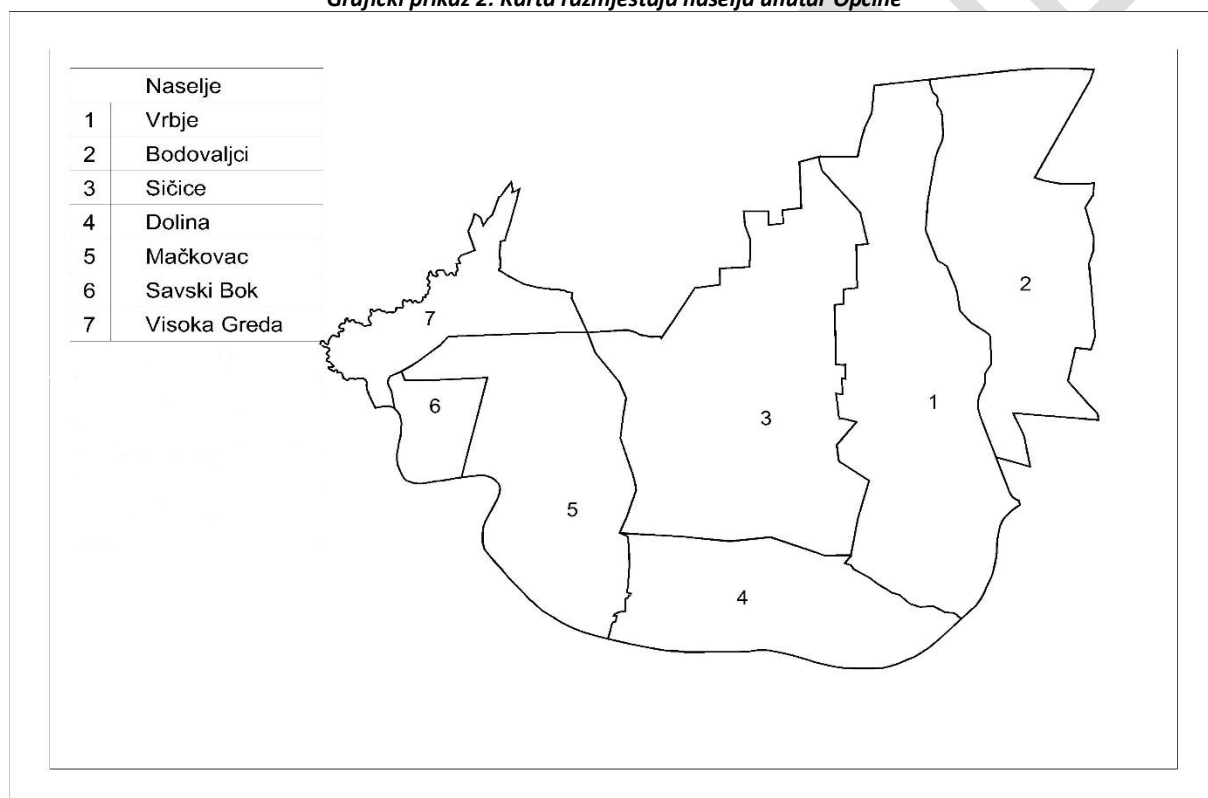 Grafički prikaz 2. Karta razmještaja naselja unutar Općine
Naselje
1 Vrbje
2 Bodovaljci
3 Sičice
4 Dolina
5 Mačkovac
6 Savski Bok
7 Visoka Greda
7
2
6
1
3
5
4